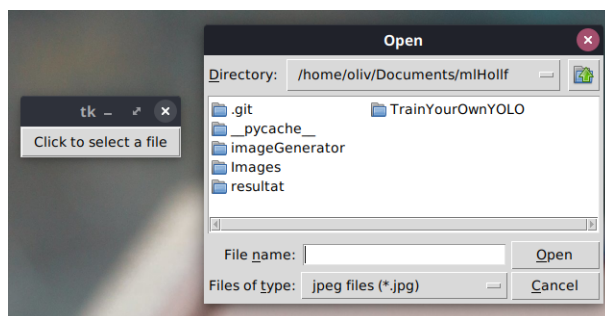 tk
Click to select a file
Open
Directory: /home/oliv/Documents/mlHollf
.git TrainYourOwnYOLO
__pycache__
imageGenerator
Images
resultat
File name: Open
Files of type: jpeg files (*.jpg) Cancel